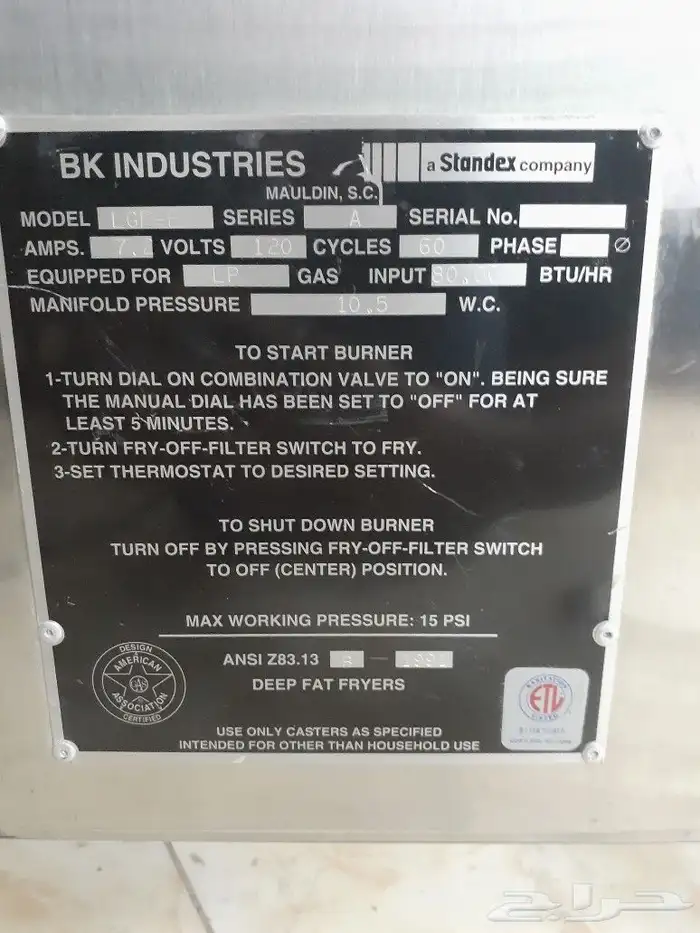 BK INDUSTRIES a Standex company
MAULDIN, S.C.
MODEL SERIES A SERIAL No.
AMPS. 7.2 VOLTS 120 CYCLES 60 PHASE Ø
EQUIPPED FOR LP GAS INPUT BTU/HR
MANIFOLD PRESSURE 10.5 W.C.
TO START BURNER
1-TURN DIAL ON COMBINATION VALVE TO "ON". BEING SURE
THE MANUAL DIAL HAS BEEN SET TO "OFF" FOR AT
LEAST 5 MINUTES.
2-TURN FRY-OFF-FILTER SWITCH TO FRY.
3-SET THERMOSTAT TO DESIRED SETTING.
TO SHUT DOWN BURNER
TURN OFF BY PRESSING FRY-OFF-FILTER SWITCH
TO OFF (CENTER) POSITION.
MAX WORKING PRESSURE: 15 PSI
ANSI Z83.13 — 1991
DEEP FAT FRYERS
DESIGN
AMERICAN
GAS
ASSOCIATION
CERTIFIED
ETL
USE ONLY CASTERS AS SPECIFIED
INTENDED FOR OTHER THAN HOUSEHOLD USE
حراج